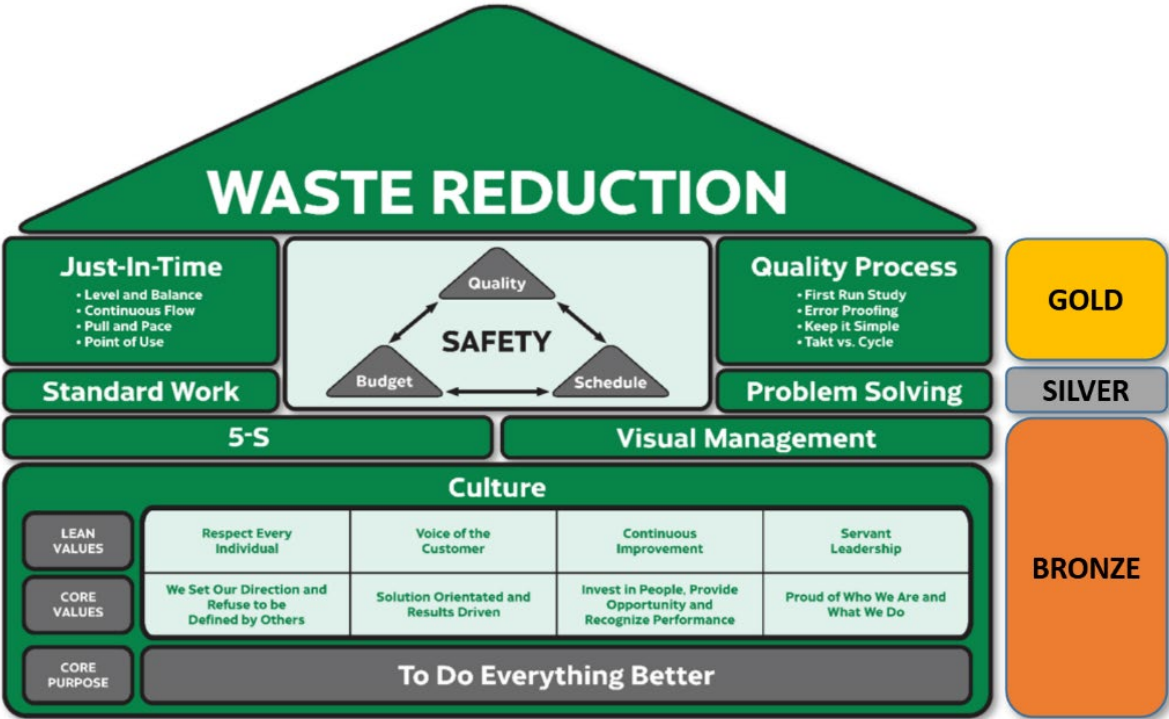 WASTE REDUCTION
Just-In-Time
• Level and Balance
• Continuous Flow
• Pull and Pace
• Point of Use
Quality
SAFETY
Budget
Schedule
Quality Process
• First Run Study
• Error Proofing
• Keep it Simple
• Takt vs. Cycle
GOLD
Standard Work
Problem Solving
SILVER
5-S
Visual Management
Culture
LEAN
VALUES
Respect Every
Individual
Voice of the
Customer
Continuous
Improvement
Servant
Leadership
CORE
VALUES
We Set Our Direction and
Refuse to be
Defined by Others
Solution Orientated and
Results Driven
Invest in People, Provide
Opportunity and
Recognize Performance
Proud of Who We Are and
What We Do
CORE
PURPOSE
To Do Everything Better
BRONZE